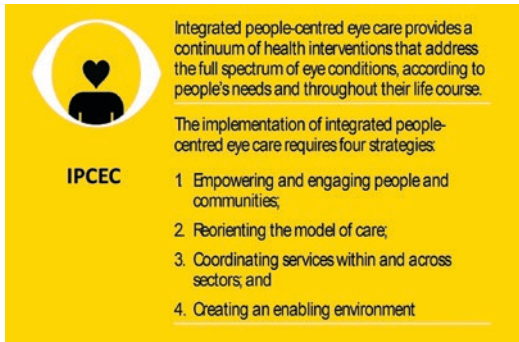 Integrated people-centred eye care provides a
continuum of health interventions that address
the full spectrum of eye conditions, according to
people's needs and throughout their life course.
The implementation of integrated people-
centred eye care requires four strategies:
IPCEC
1 Empowering and engaging people and
communities;
2. Reorienting the model of care;
3. Coordinating services within and across
sectors; and
4. Creating an enabling environment